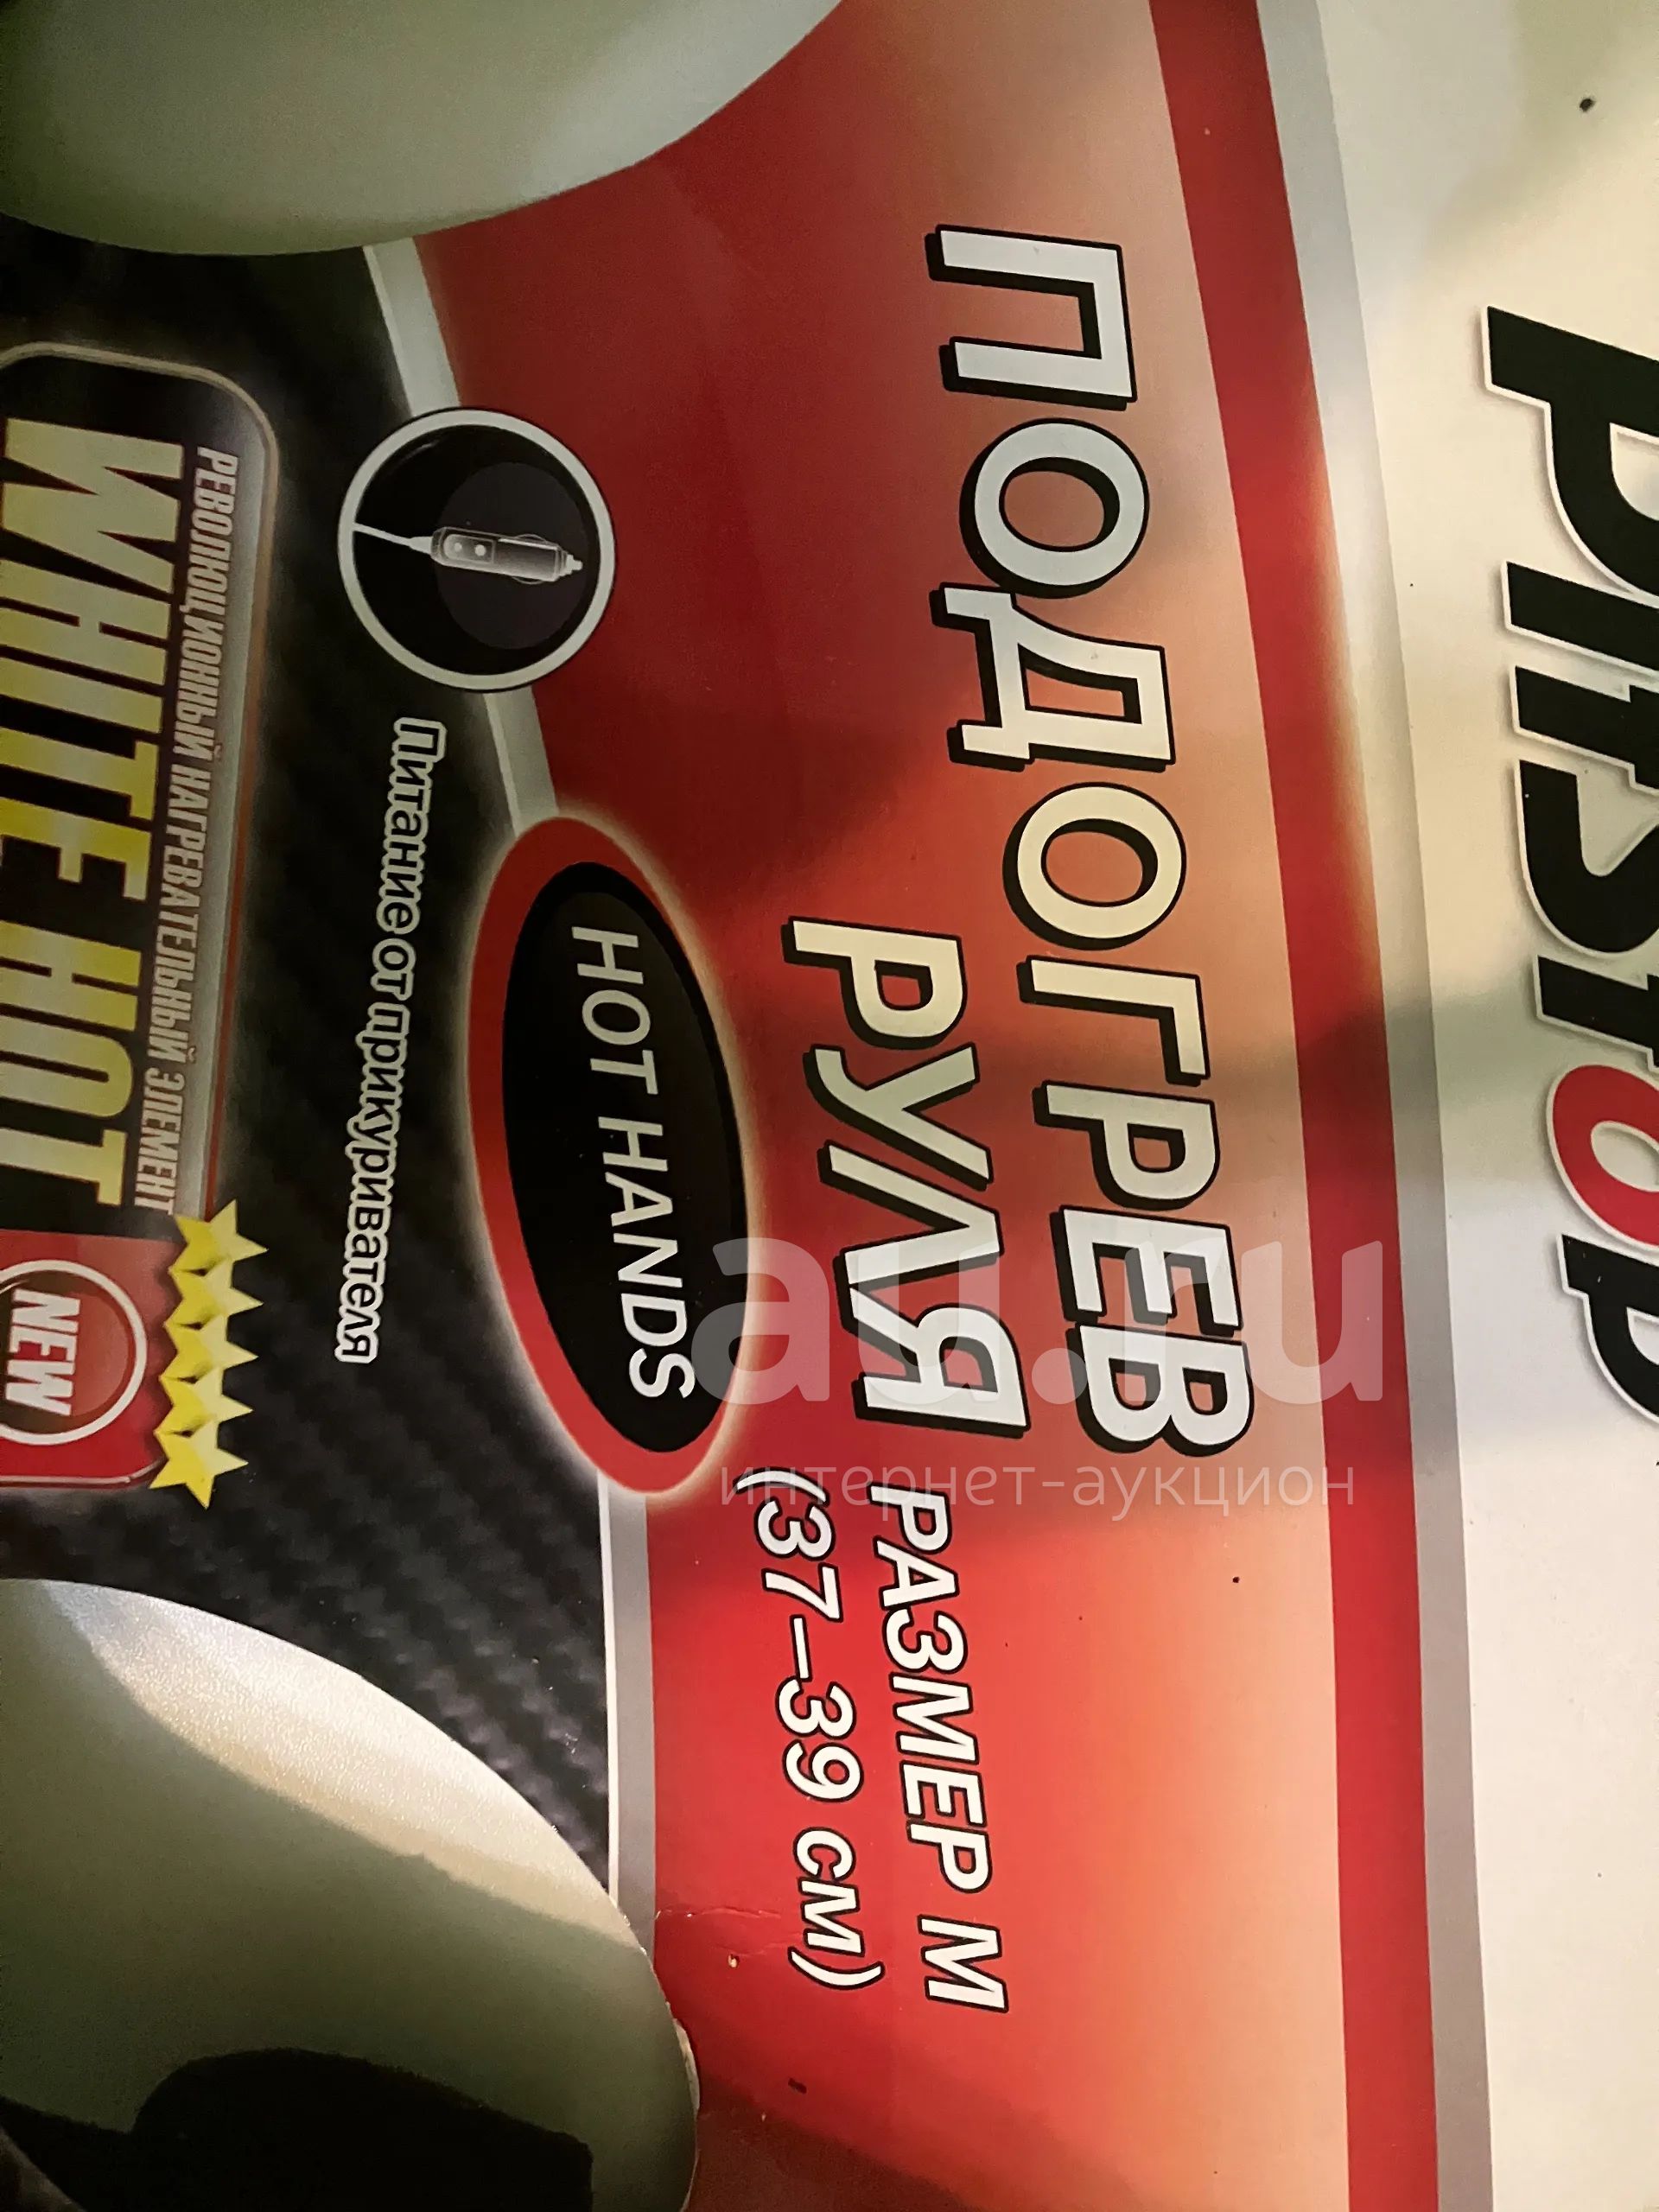 PitSTOP
ПОДОГРЕВ
РУЛЯ
РАЗМЕР М
(37–39 см)
HOT HANDS
Питание от прикуривателя
РЕВОЛЮЦИОННЫЙ НАГРЕВАТЕЛЬНЫЙ ЭЛЕМЕНТ
WHITE HOT
NEW
au.ru
интернет-аукцион